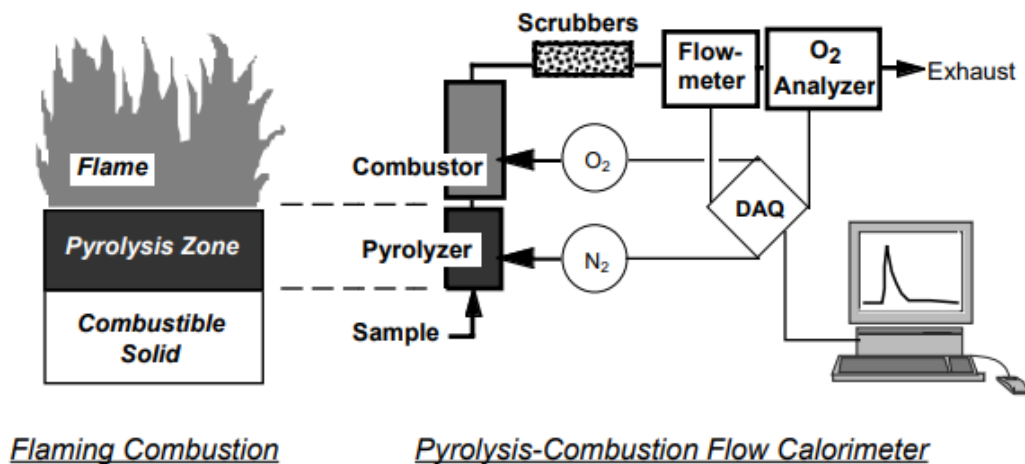 Flame
Pyrolysis Zone
Combustible
Solid
Flaming Combustion
Scrubbers
Flow-
meter
O2
Analyzer
Exhaust
Combustor
O2
DAQ
Pyrolyzer
N2
Sample
Pyrolysis-Combustion Flow Calorimeter